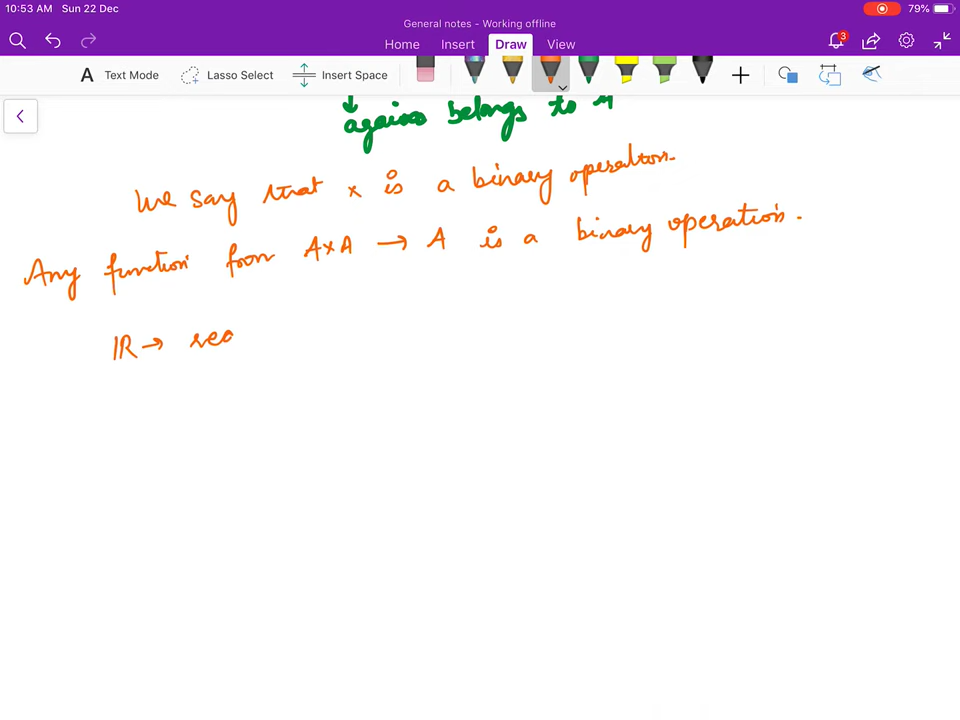 10:53 AM Sun 22 Dec 79%
General notes - Working offline
Home Insert Draw View 3
A Text Mode Lasso Select Insert Space
again belongs to
We say that x is a binary operation.
Any function from A×A → A is a binary operation.
IR → rea